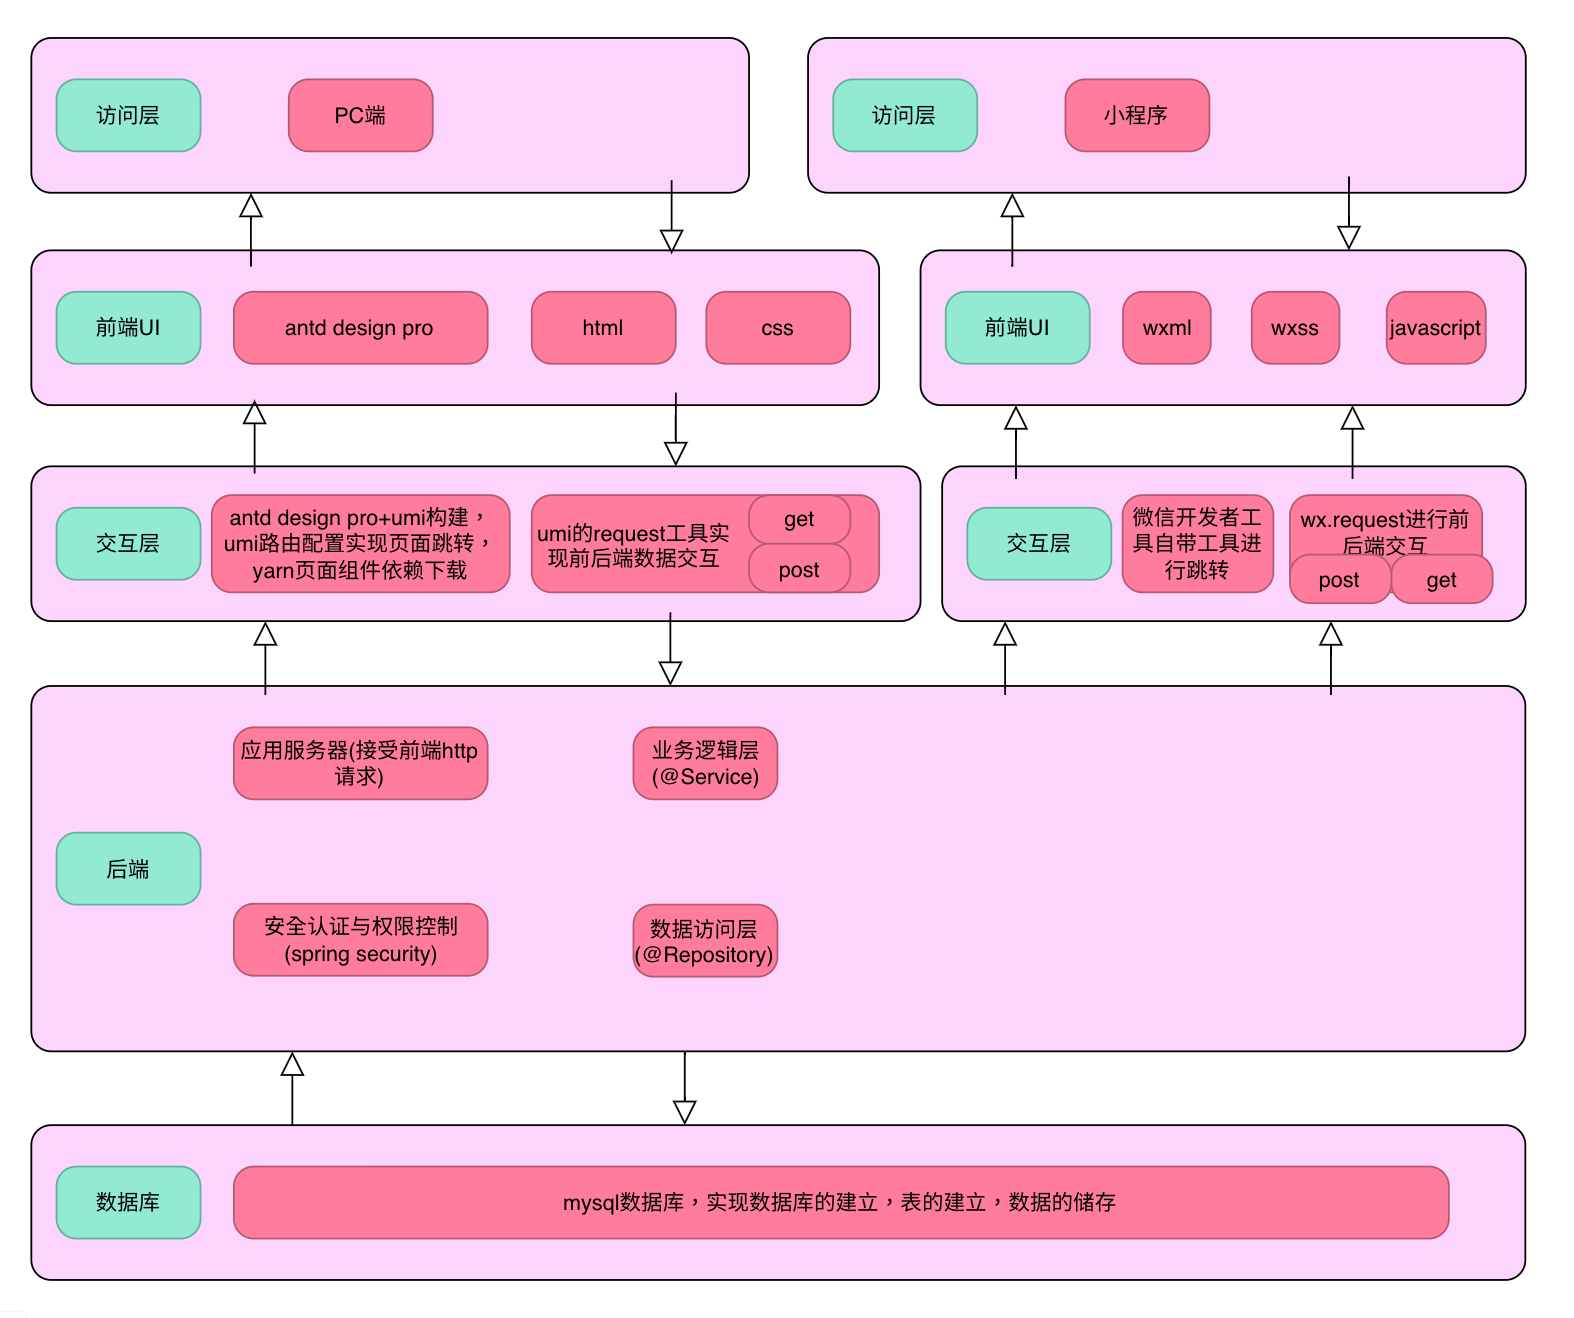 访问层
PC端
访问层
小程序
前端UI
antd design pro
html
css
前端UI
wxml
wxss
javascript
交互层
antd design pro+umi构建，
umi路由配置实现页面跳转，
yarn页面组件依赖下载
umi的request工具实
现前后端数据交互
get
post
交互层
微信开发者工
具自带工具进
行跳转
wx.request进行前
后端交互
post
get
后端
应用服务器(接受前端http
请求)
业务逻辑层
(@Service)
安全认证与权限控制
(spring security)
数据访问层
(@Repository)
数据库
mysql数据库，实现数据库的建立，表的建立，数据的储存